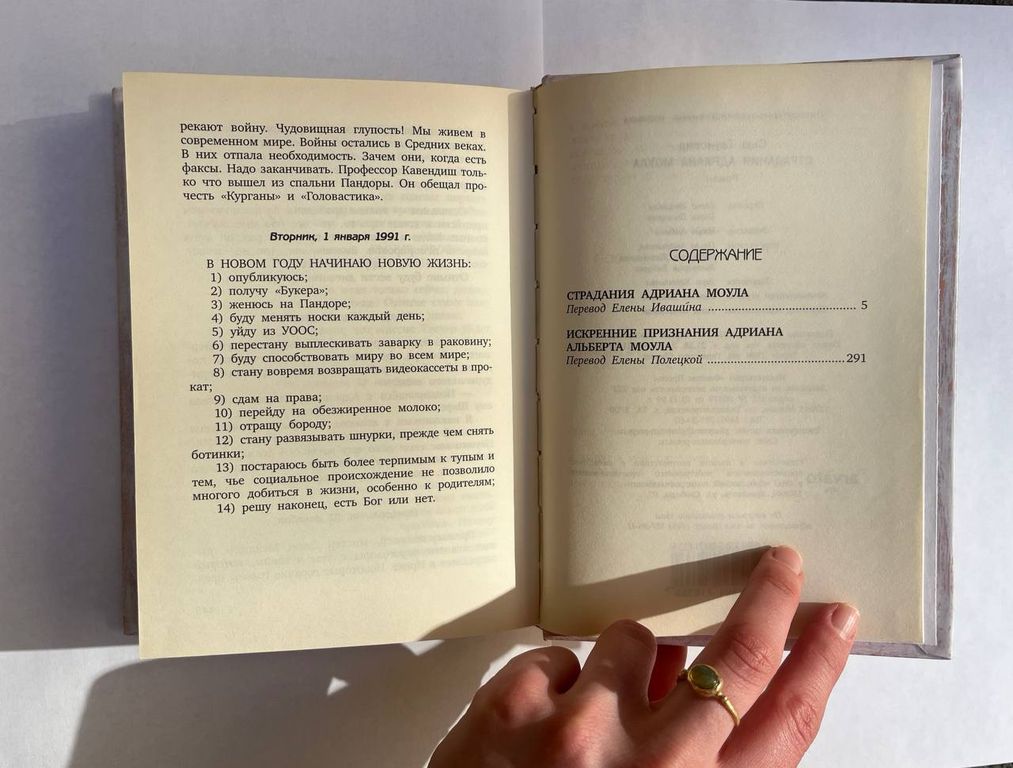 рекают войну. Чудовищная глупость! Мы живем в
современном мире. Войны остались в Средних веках.
В них отпала необходимость. Зачем они, когда есть
факсы. Надо заканчивать. Профессор Кавендиш толь-
ко что вышел из спальни Пандоры. Он обещал про-
честь «Курганы» и «Головастика».
Вторник, 1 января 1991 г.
В НОВОМ ГОДУ НАЧИНАЮ НОВУЮ ЖИЗНЬ:
1) опубликуюсь;
2) получу «Букера»;
3) женюсь на Пандоре;
4) буду менять носки каждый день;
5) уйду из УООС;
6) перестану выплескивать заварку в раковину;
7) буду способствовать миру во всем мире;
8) стану вовремя возвращать видеокассеты в про-
кат;
9) сдам на права;
10) перейду на обезжиренное молоко;
11) отращу бороду;
12) стану развязывать шнурки, прежде чем снять
ботинки;
13) постараюсь быть более терпимым к тупым и
тем, чье социальное происхождение не позволило
многого добиться в жизни, особенно к родителям;
14) решу наконец, есть Бог или нет.
СОДЕРЖАНИЕ
СТРАДАНИЯ АДРИАНА МОУЛА
Перевод Елены Иваши́на ........................................ 5
ИСКРЕННИЕ ПРИЗНАНИЯ АДРИАНА
АЛЬБЕРТА МОУЛА
Перевод Елены Полецкой ..................................... 291